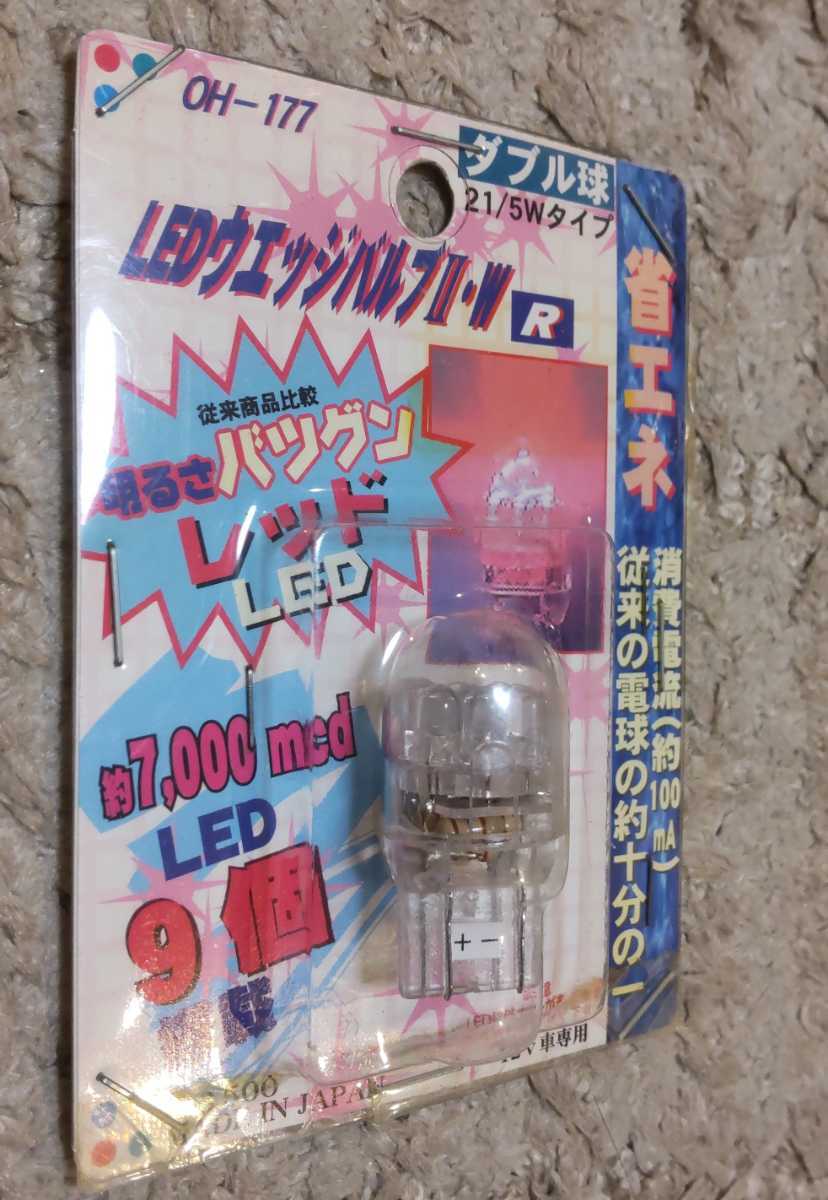 OH-177
ダブル球
21/5Wタイプ
LEDウエッジバルブII・W R
省エネ
消費電流(約100mA)
従来の電球の約十分の一
従来商品比較
明るさバツグン
レッド
LED
約7,000 mcd
LED
9個
+ -
車専用
MADE IN JAPAN